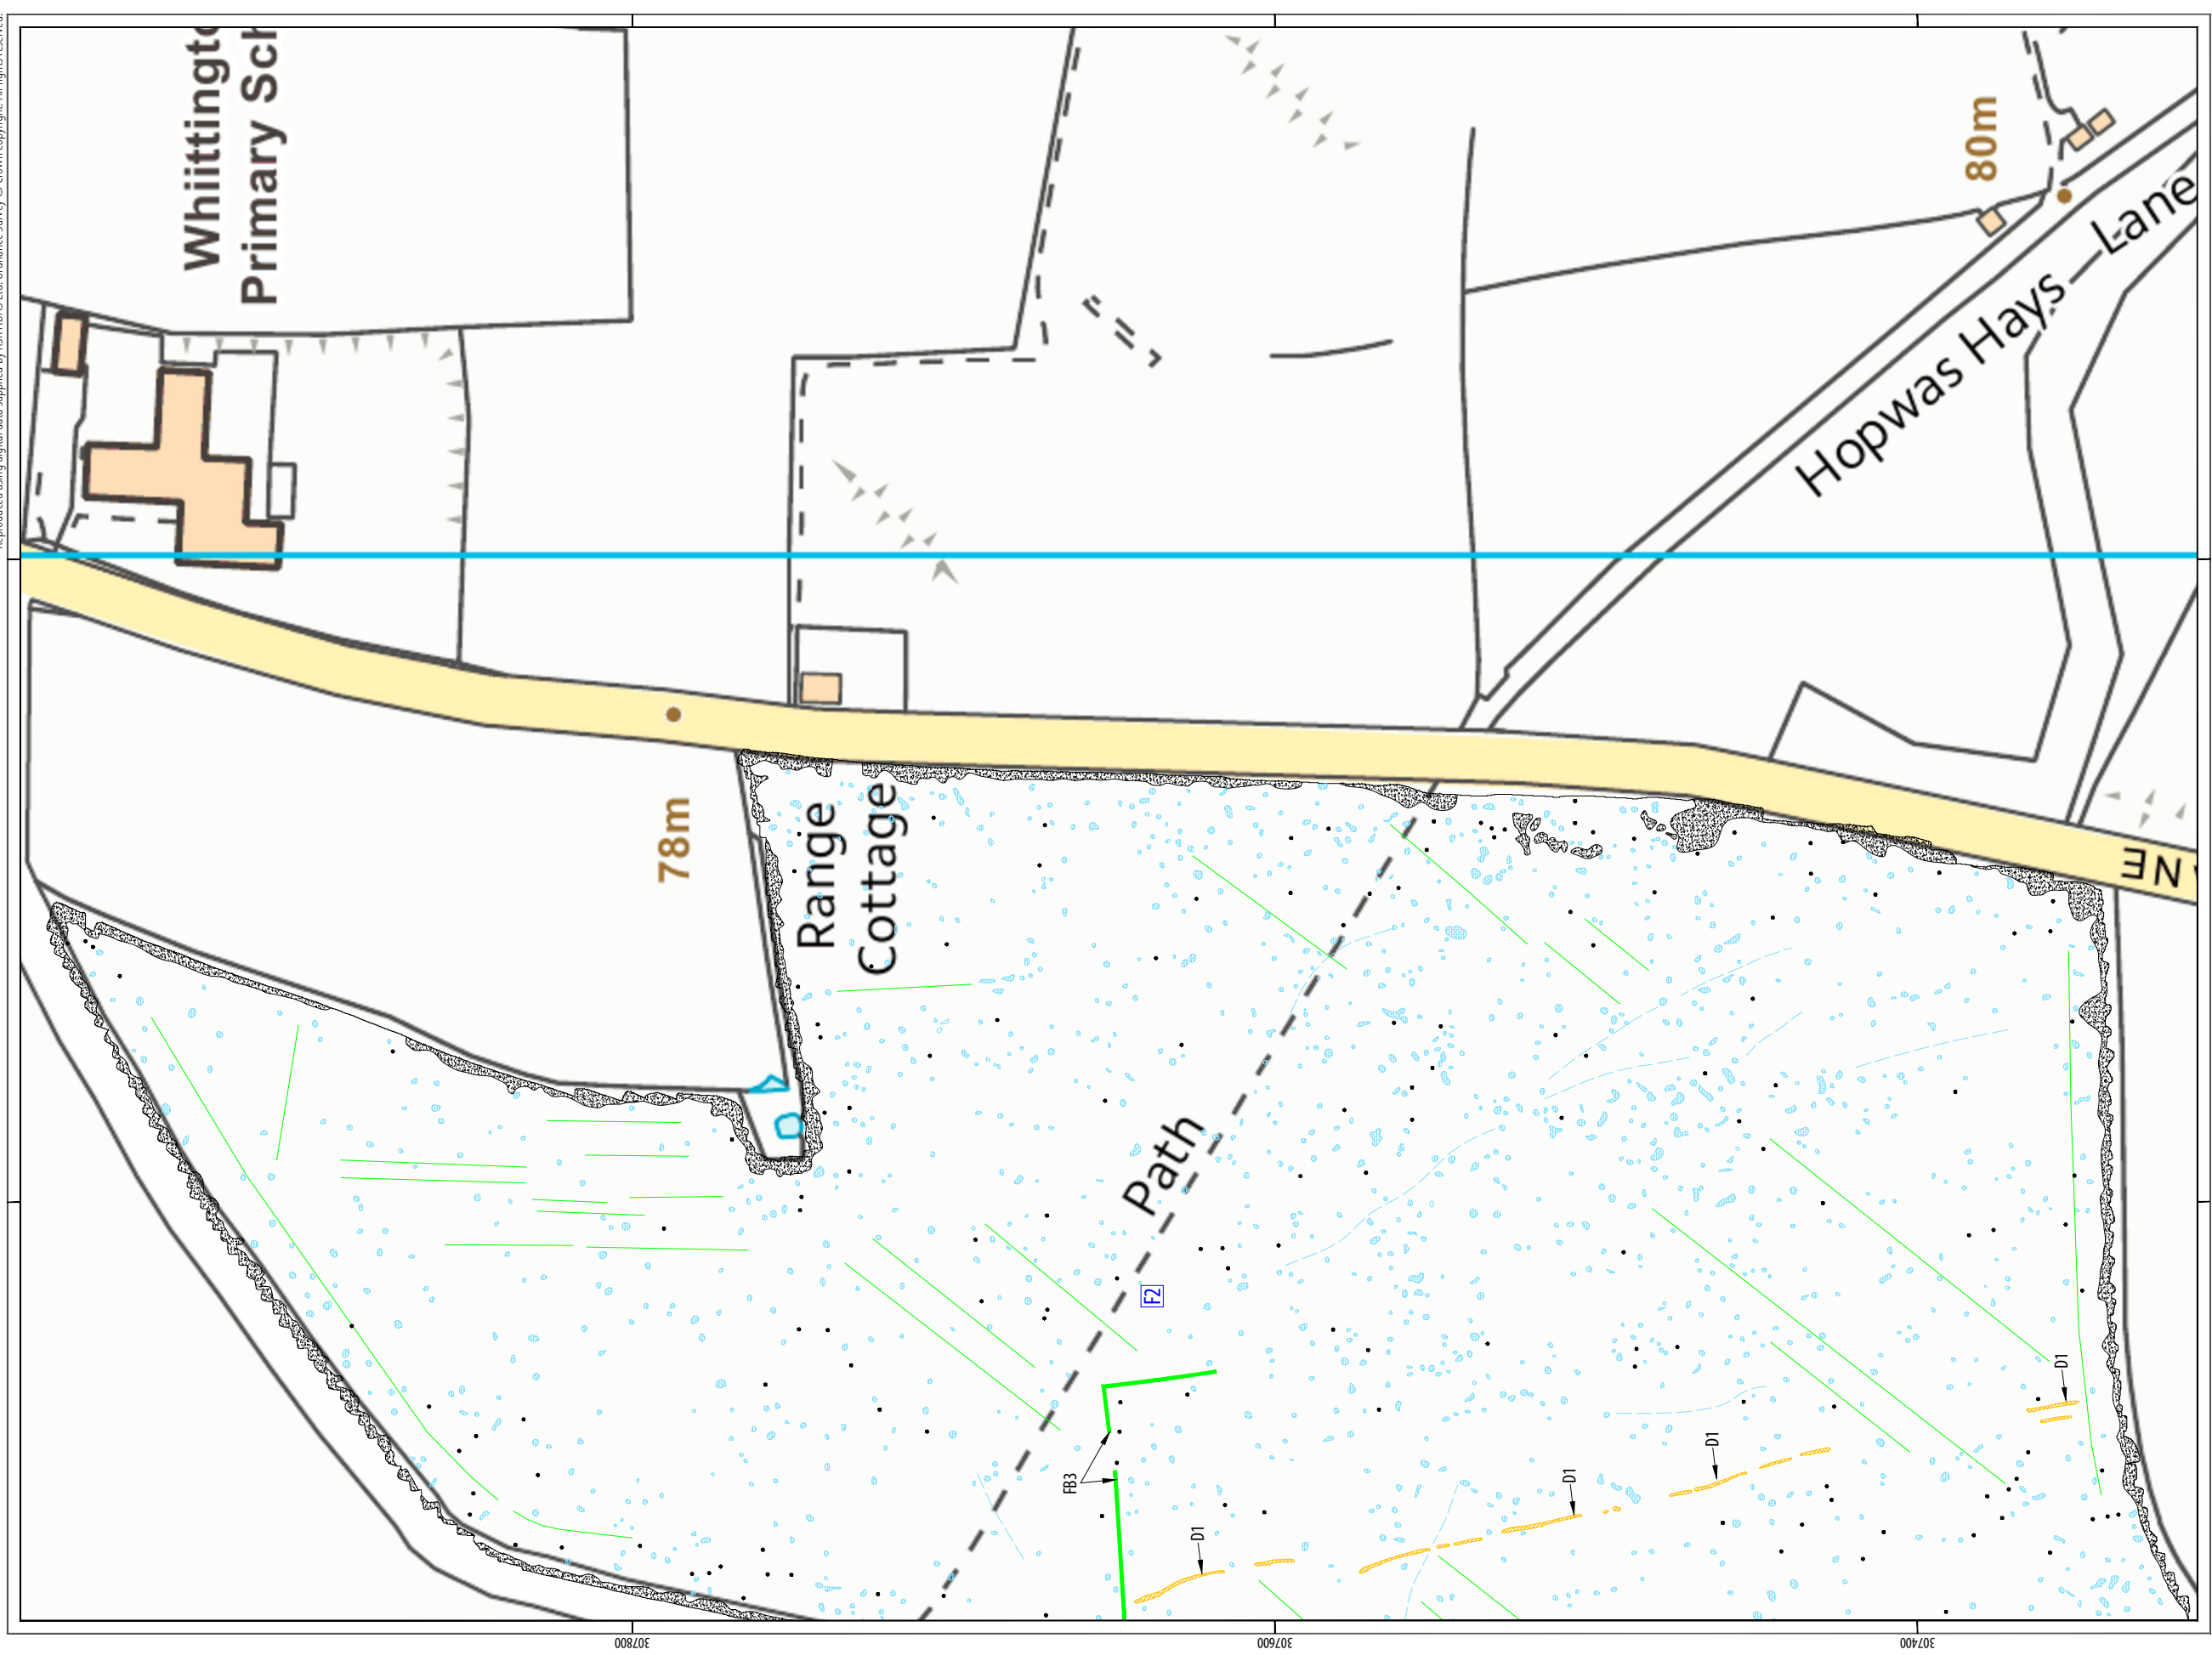 Whiittingto
Primary Sch
80m
Hopwas Hays Lane
78m
Range
Cottage
NE
Path
F2
FB3
D1
D1
D1
D1
307800
307600
307400